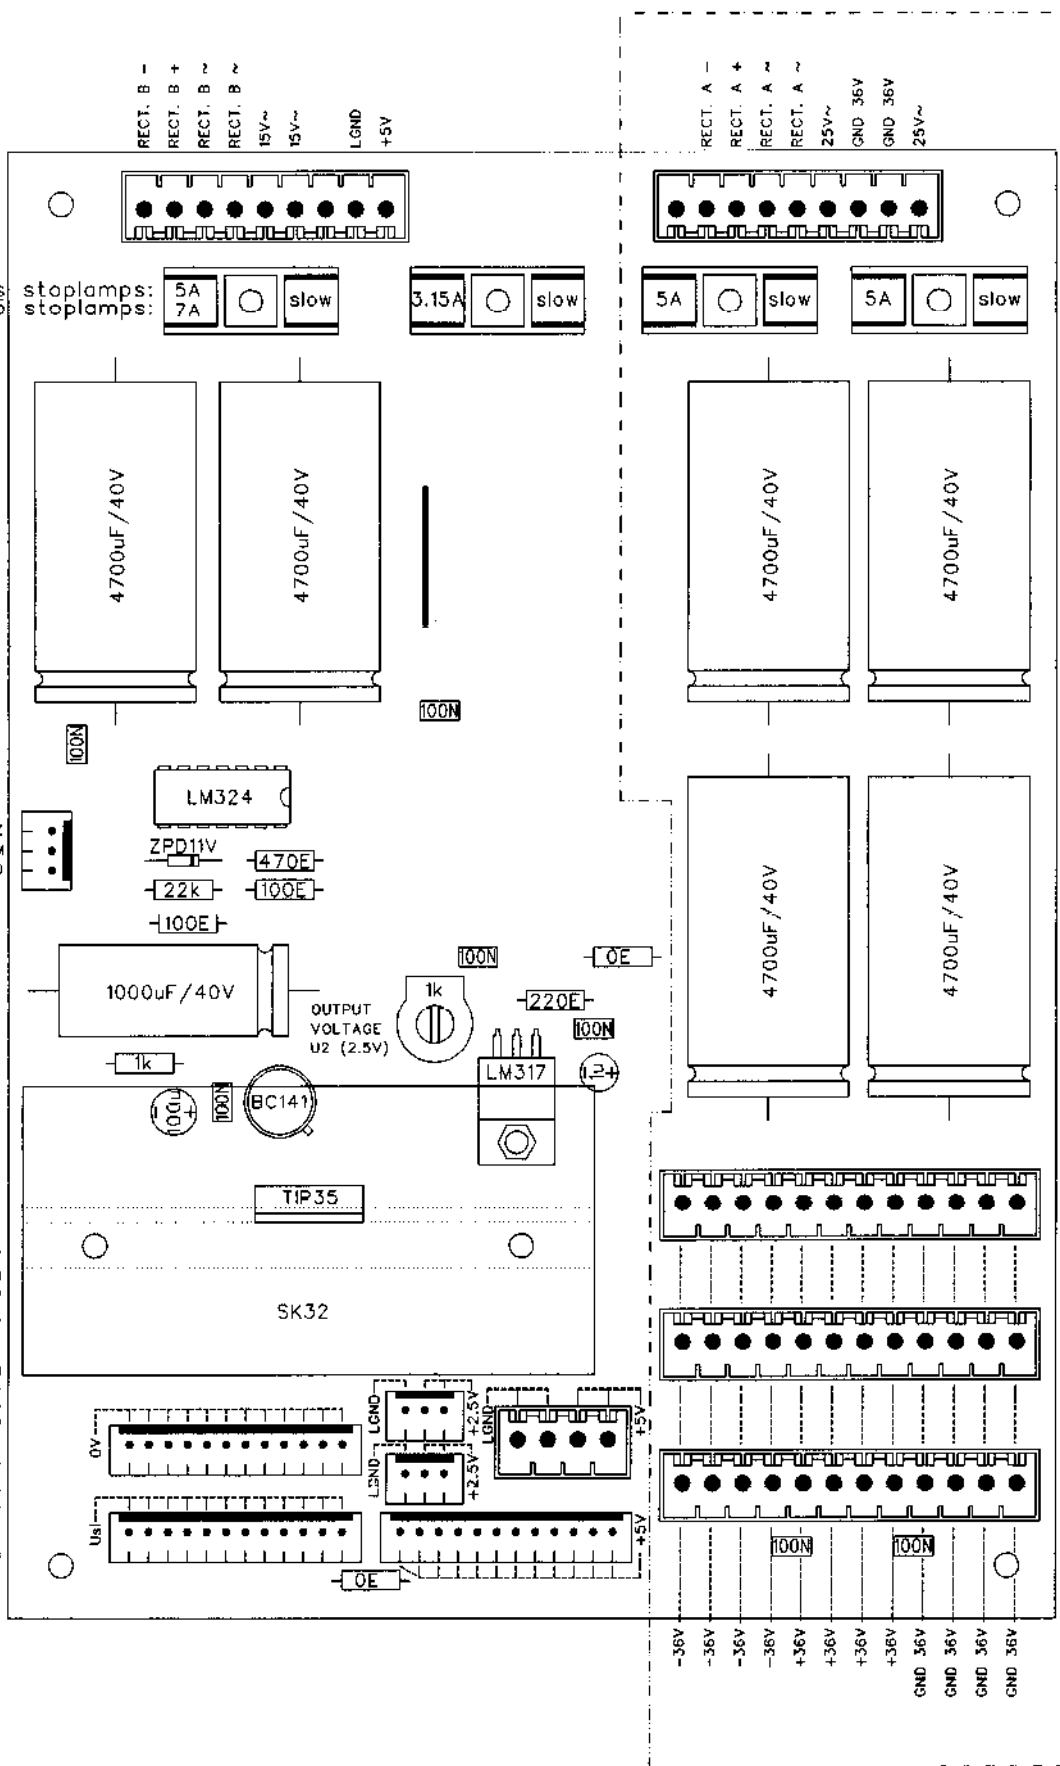 RECT. B -
RECT. B +
RECT. B ~
RECT. B ~
15V~
15V~
LGND
+5V
RECT. A -
RECT. A +
RECT. A ~
RECT. A ~
25V~
GND 36V
GND 36V
25V~
stoplamps: 5A
stoplamps: 7A
slow
3.15A
slow
5A
slow
5A
slow
4700uF/40V
4700uF/40V
4700uF/40V
4700uF/40V
100N
100N
LM324
ZPD11V
470E
22k
100E
100E
4700uF/40V
4700uF/40V
1000uF/40V
100N
0E
1k
220E
OUTPUT
VOLTAGE
U2 (2.5V)
100N
1k
LM317
100u
+
100N
BC141
TIP35
SK32
LGND
+2.5V
LGND
+5V
0V
LGND
+2.5V
Usl
+5V
0E
100N
100N
-36V
-36V
-36V
-36V
+36V
+36V
+36V
+36V
GND 36V
GND 36V
GND 36V
GND 36V